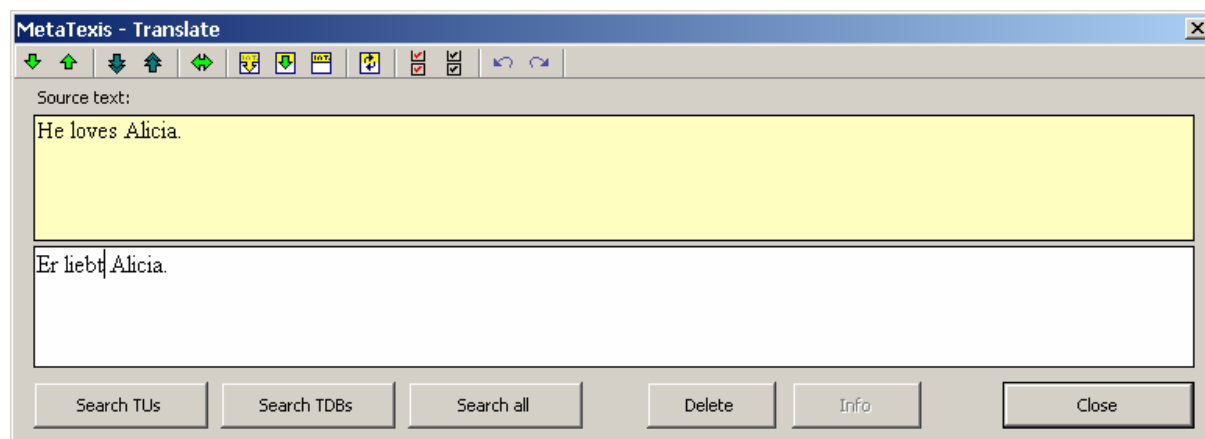 MetaTexis - Translate
Source text:
He loves Alicia.
Er liebt Alicia.
Search TUs Search TDBs Search all Delete Info Close